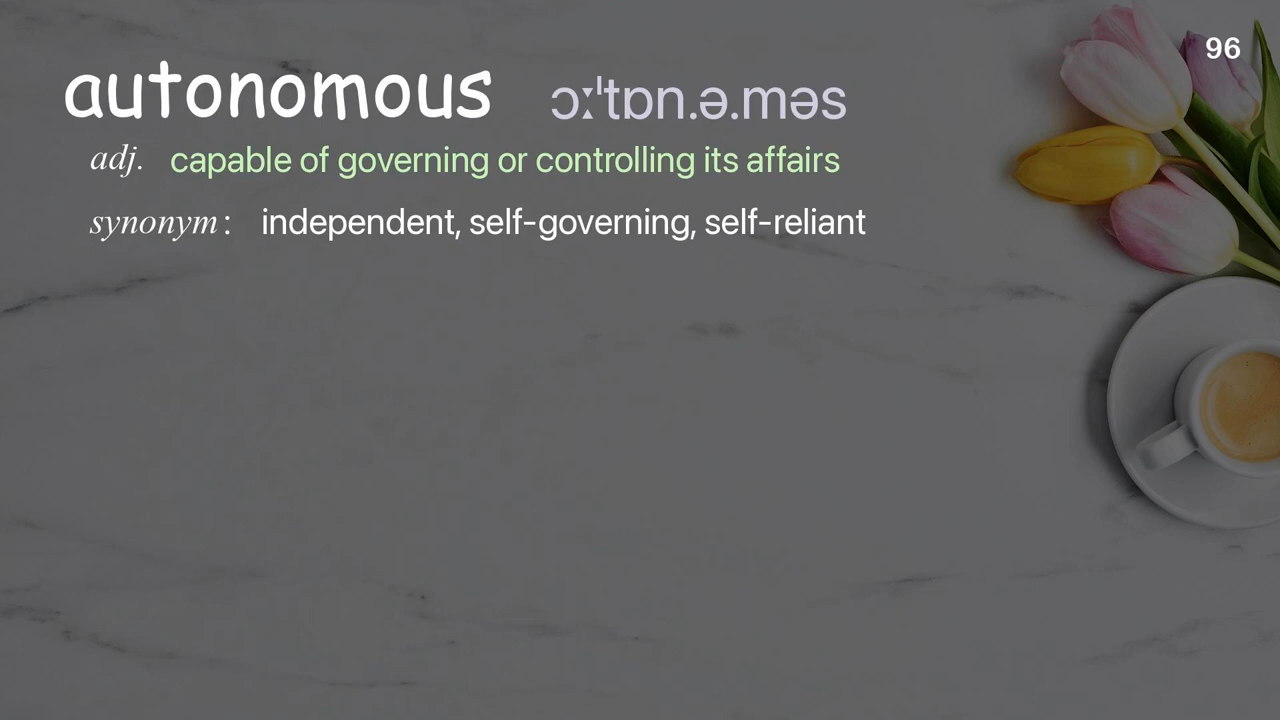 96
autonomous ɔːˈtɒn.ə.məs
adj. capable of governing or controlling its affairs
synonym: independent, self-governing, self-reliant